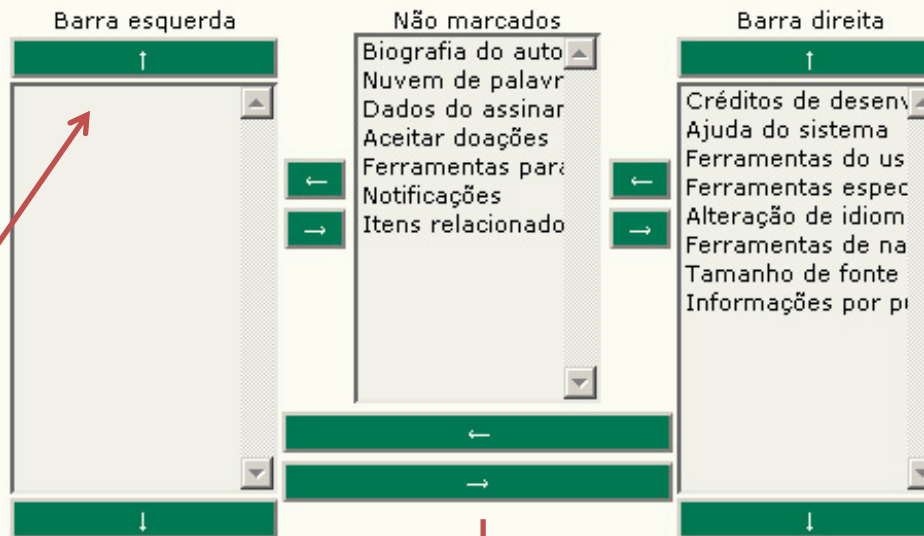 Barra esquerda
Não marcados
Barra direita
↑
↑
Biografia do auto
Nuvem de palavr
Dados do assinar
Aceitar doações
Ferramentas para
Notificações
Itens relacionado
Créditos de desenv
Ajuda do sistema
Ferramentas do us
Ferramentas espec
Alteração de idiom
Ferramentas de na
Tamanho de fonte
Informações por pu
←
→
←
→
←
→
↓
↓